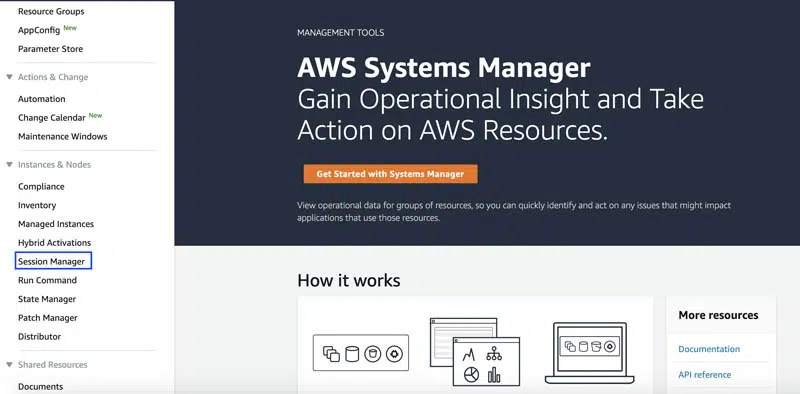 Resource Groups
AppConfig New
Parameter Store
Actions & Change
Automation
Change Calendar New
Maintenance Windows
Instances & Nodes
Compliance
Inventory
Managed Instances
Hybrid Activations
Session Manager
Run Command
State Manager
Patch Manager
Distributor
Shared Resources
Documents
MANAGEMENT TOOLS
AWS Systems Manager
Gain Operational Insight and Take
Action on AWS Resources.
Get Started with Systems Manager
View operational data for groups of resources, so you can quickly identify and act on any issues that might impact
applications that use those resources.
How it works
More resources
Documentation
API reference